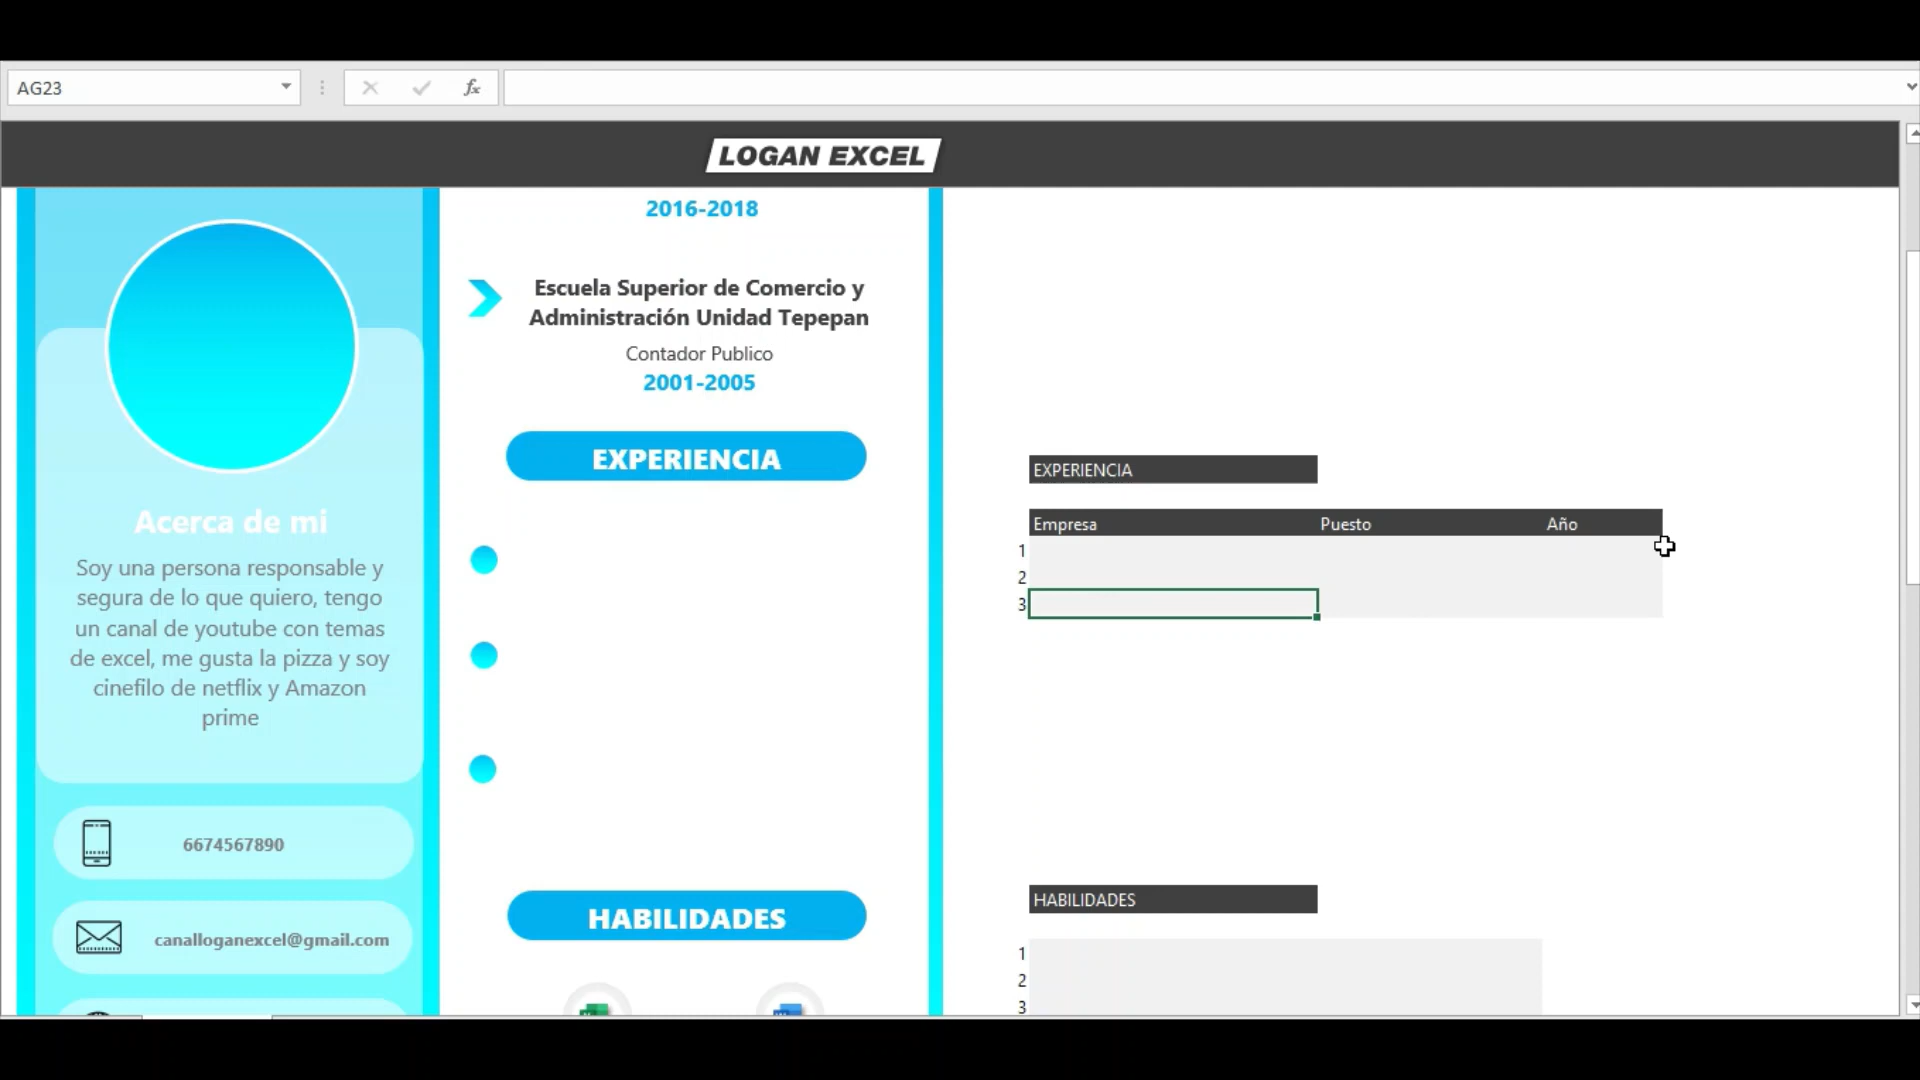 AG23
fx
LOGAN EXCEL
2016-2018
Escuela Superior de Comercio y
Administración Unidad Tepepan
Contador Publico
2001-2005
EXPERIENCIA
HABILIDADES
Acerca de mi
Soy una persona responsable y
segura de lo que quiero, tengo
un canal de youtube con temas
de excel, me gusta la pizza y soy
cinefilo de netflix y Amazon
prime
6674567890
canalloganexcel@gmail.com
EXPERIENCIA
Empresa Puesto Año
1
2
3
HABILIDADES
1
2
3